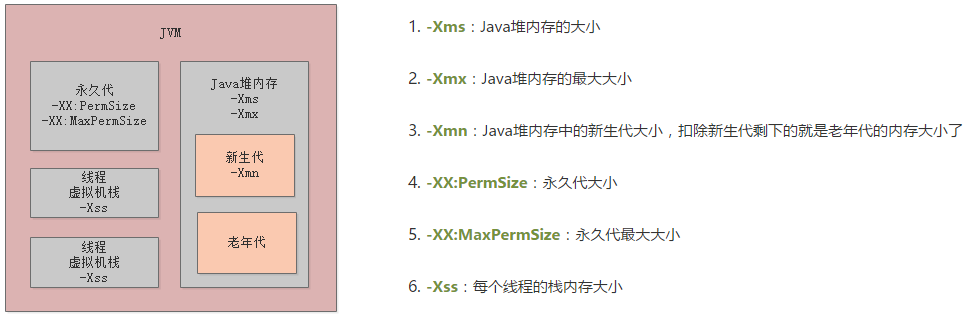 JVM
永久代
-XX:PermSize
-XX:MaxPermSize
线程
虚拟机栈
-Xss
线程
虚拟机栈
-Xss
Java堆内存
-Xms
-Xmx
新生代
-Xmn
老年代
1. -Xms：Java堆内存的大小
2. -Xmx：Java堆内存的最大大小
3. -Xmn：Java堆内存中的新生代大小，扣除新生代剩下的就是老年代的内存大小了
4. -XX:PermSize：永久代大小
5. -XX:MaxPermSize：永久代最大大小
6. -Xss：每个线程的栈内存大小